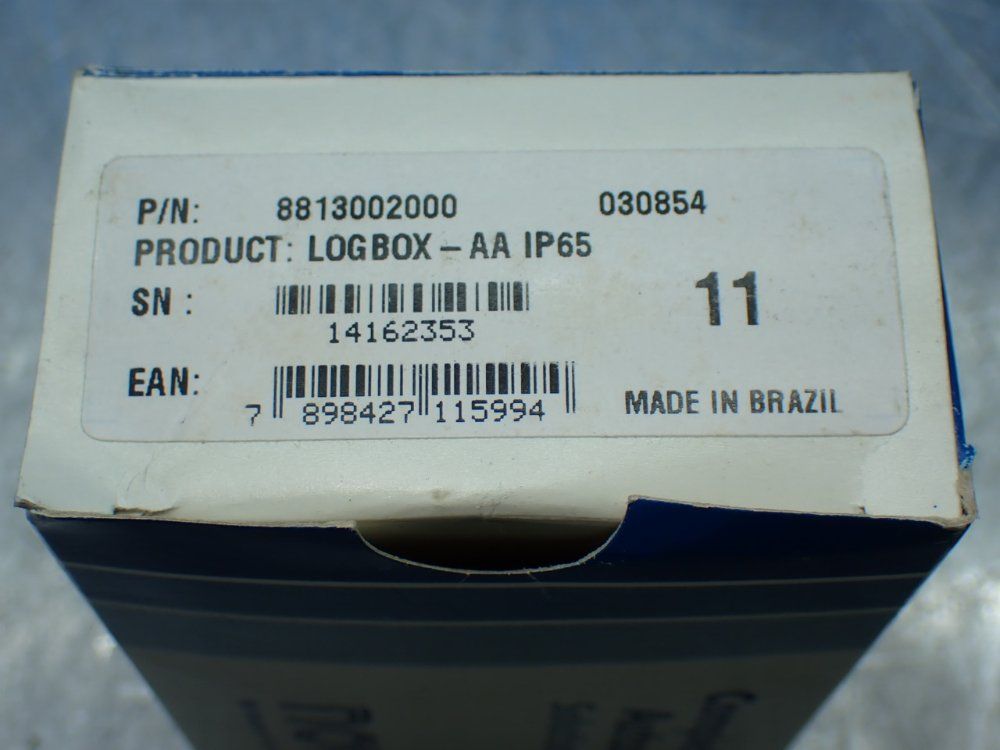 P/N: 8813002000 030854
PRODUCT: LOGBOX – AA IP65
SN :
14162353
11
EAN:
7 898427 115994
MADE IN BRAZIL